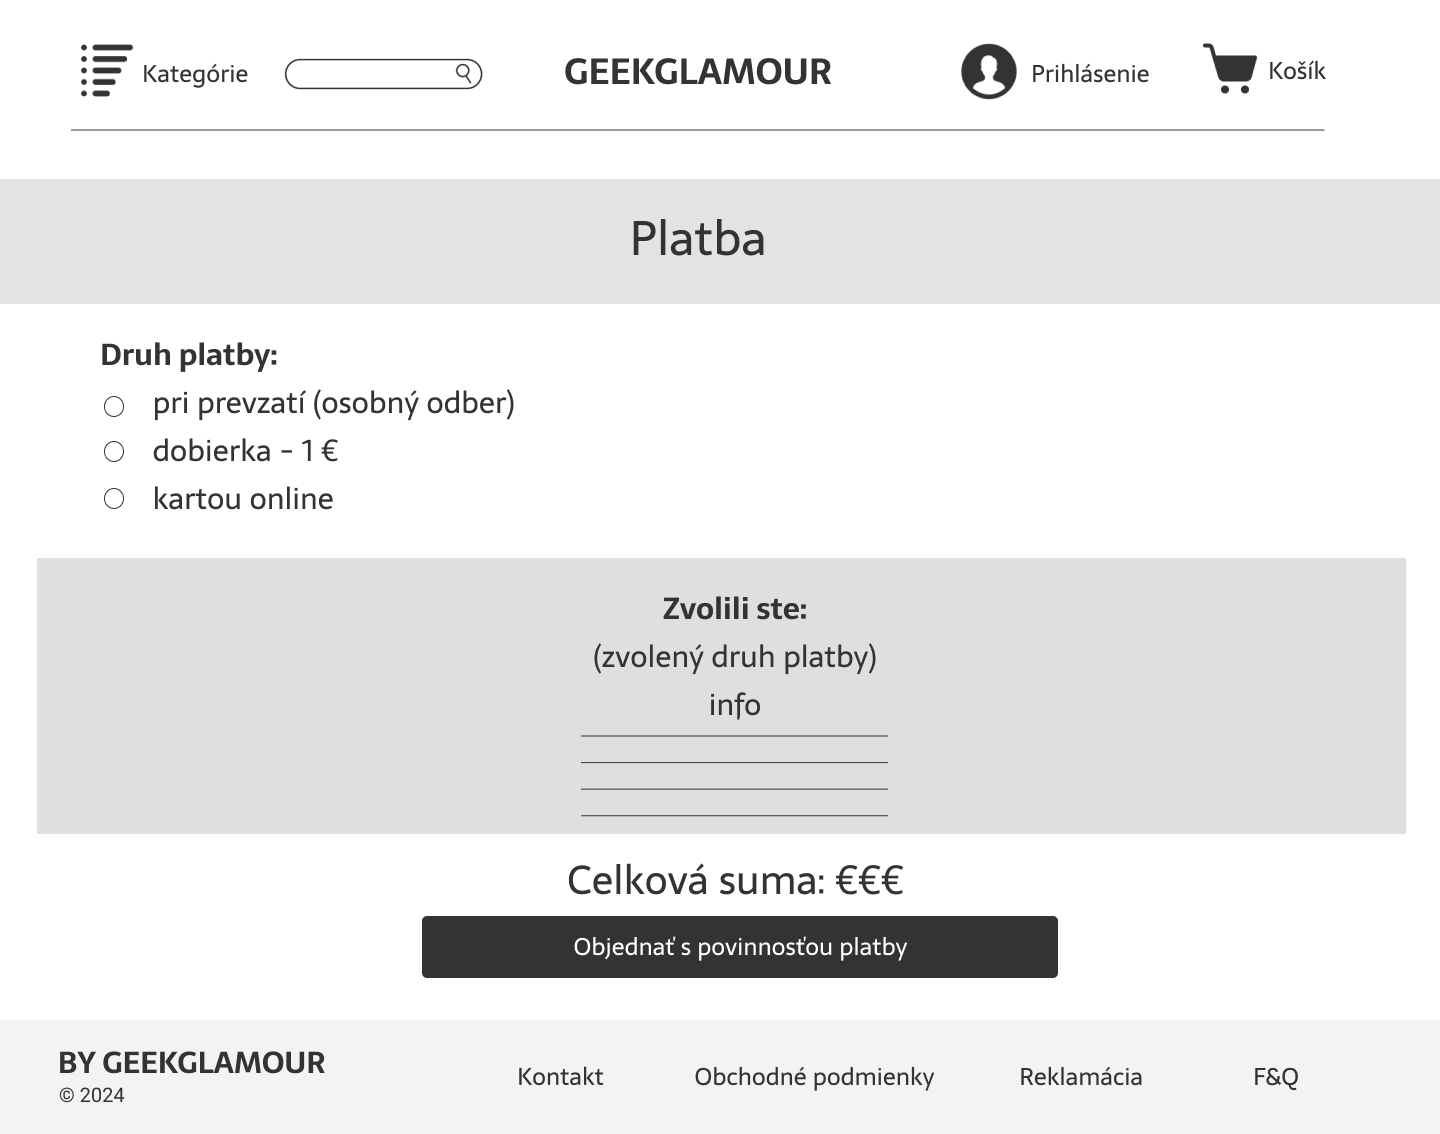 Kategórie
GEEKGLAMOUR
Prihlásenie
Košík
Platba
Druh platby:
pri prevzatí (osobný odber)
dobierka - 1 €
kartou online
Zvolili ste:
(zvolený druh platby)
info
Celková suma: €€€
Objednať s povinnosťou platby
BY GEEKGLAMOUR
© 2024
Kontakt
Obchodné podmienky
Reklamácia
F&Q